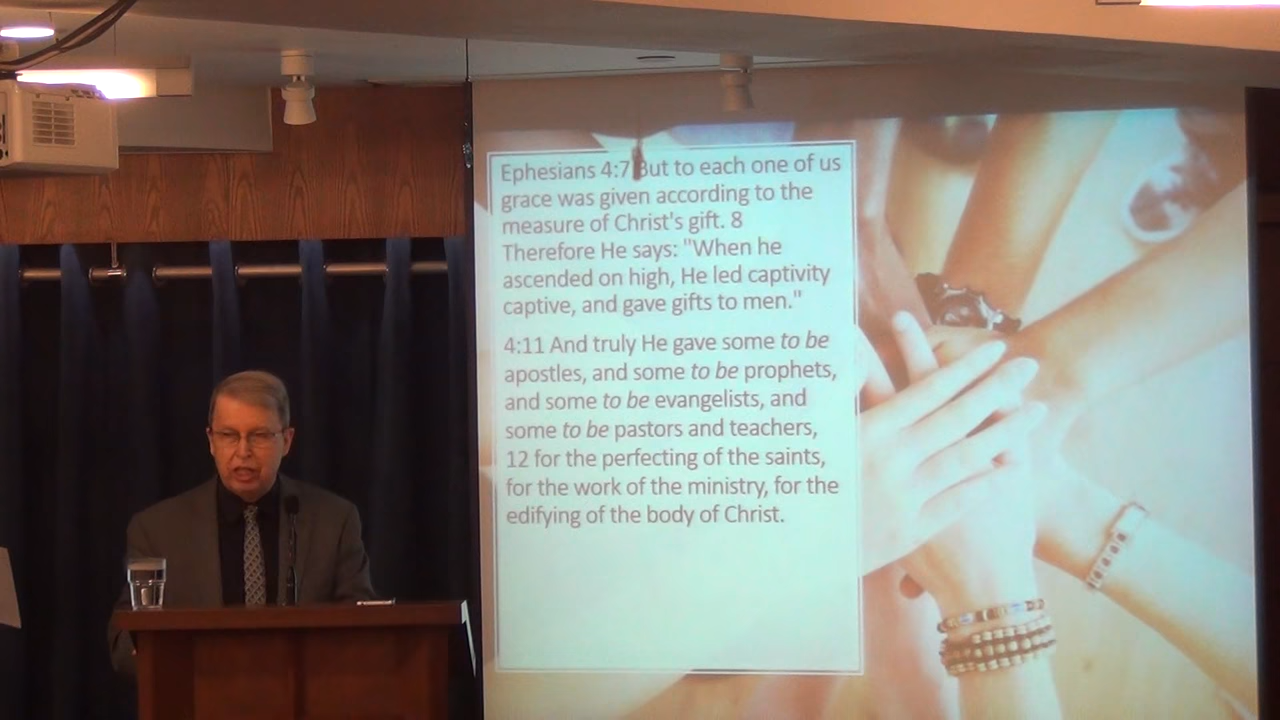 Ephesians 4:7 But to each one of us
grace was given according to the
measure of Christ's gift. 8
Therefore He says: "When he
ascended on high, He led captivity
captive, and gave gifts to men."
4:11 And truly He gave some to be
apostles, and some to be prophets,
and some to be evangelists, and
some to be pastors and teachers,
12 for the perfecting of the saints,
for the work of the ministry, for the
edifying of the body of Christ.